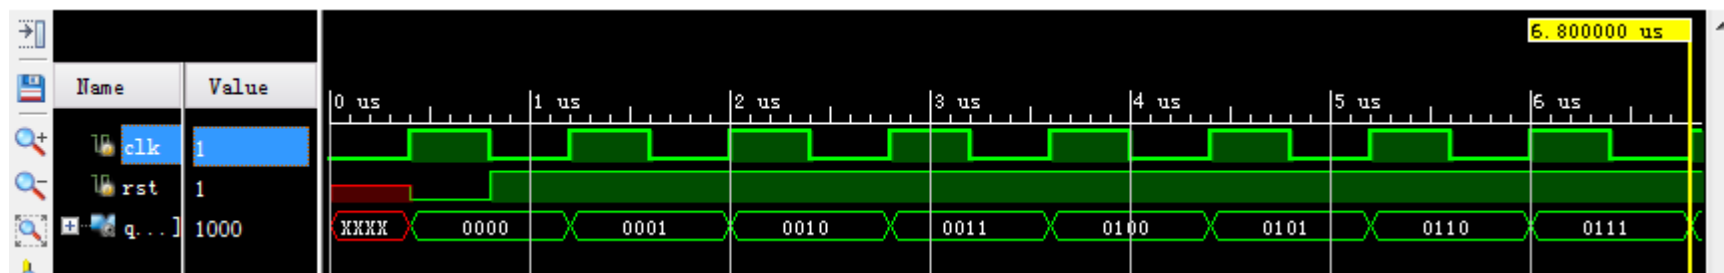 6.800000 us
Name Value
0 us 1 us 2 us 3 us 4 us 5 us 6 us
clk 1
rst 1
q...] 1000 XXXX 0000 0001 0010 0011 0100 0101 0110 0111